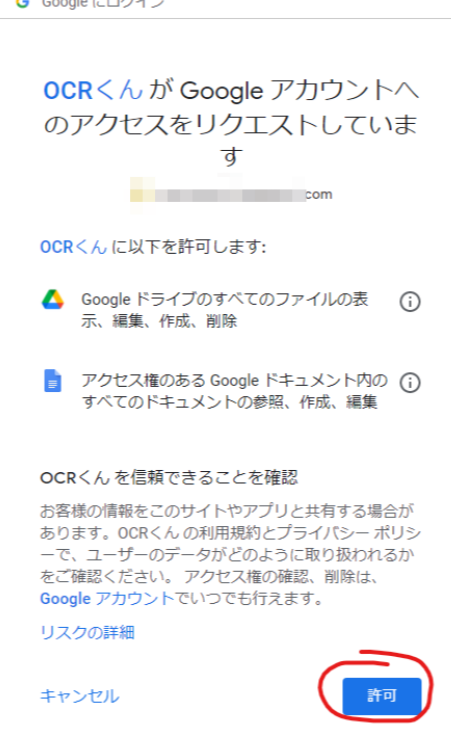 Google にログイン
OCRくん が Google アカウントへ
のアクセスをリクエストしていま
す
com
OCRくん に以下を許可します:
Google ドライブのすべてのファイルの表
示、編集、作成、削除
アクセス権のある Google ドキュメント内の
すべてのドキュメントの参照、作成、編集
OCRくん を信頼できることを確認
お客様の情報をこのサイトやアプリと共有する場合が
あります。OCRくん の利用規約とプライバシー ポリシ
ーで、ユーザーのデータがどのように取り扱われるか
をご確認ください。 アクセス権の確認、削除は、
Google アカウントでいつでも行えます。
リスクの詳細
キャンセル
許可